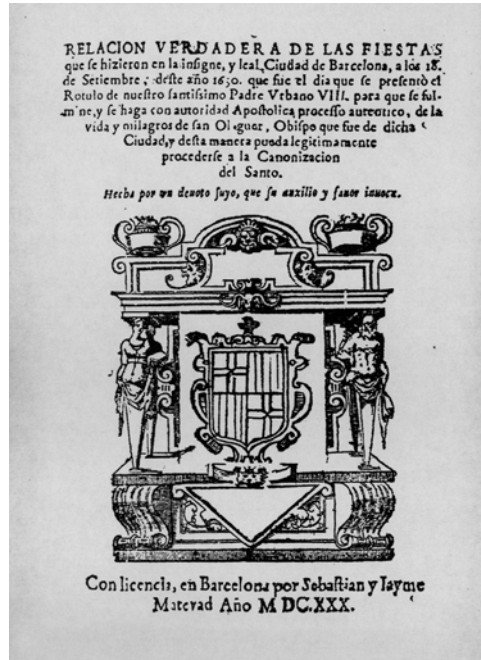 RELACION VERDADERA DE LAS FIESTAS
que se hizieron en la insigne, y leal Ciudad de Barcelona, a los 18.
de Setiembre, deste año 1630. que fue el dia que se presentò el
Rotulo de nuestro santissimo Padre Vrbano VIII. para que se ful-
mine, y se haga con autoridad Apostolica processo autentico, de la
vida y milagros de san Oleguer, Obispo que fue de dicha
Ciudad, y desta manera pueda legitimamente
procederse a la Canonizacion
del Santo.
Hecha por un devoto suyo, que su auxilio y favor invoca.
Con licencia, en Barcelona por Sebastian y Iayme
Matevad Año M DC.XXX.